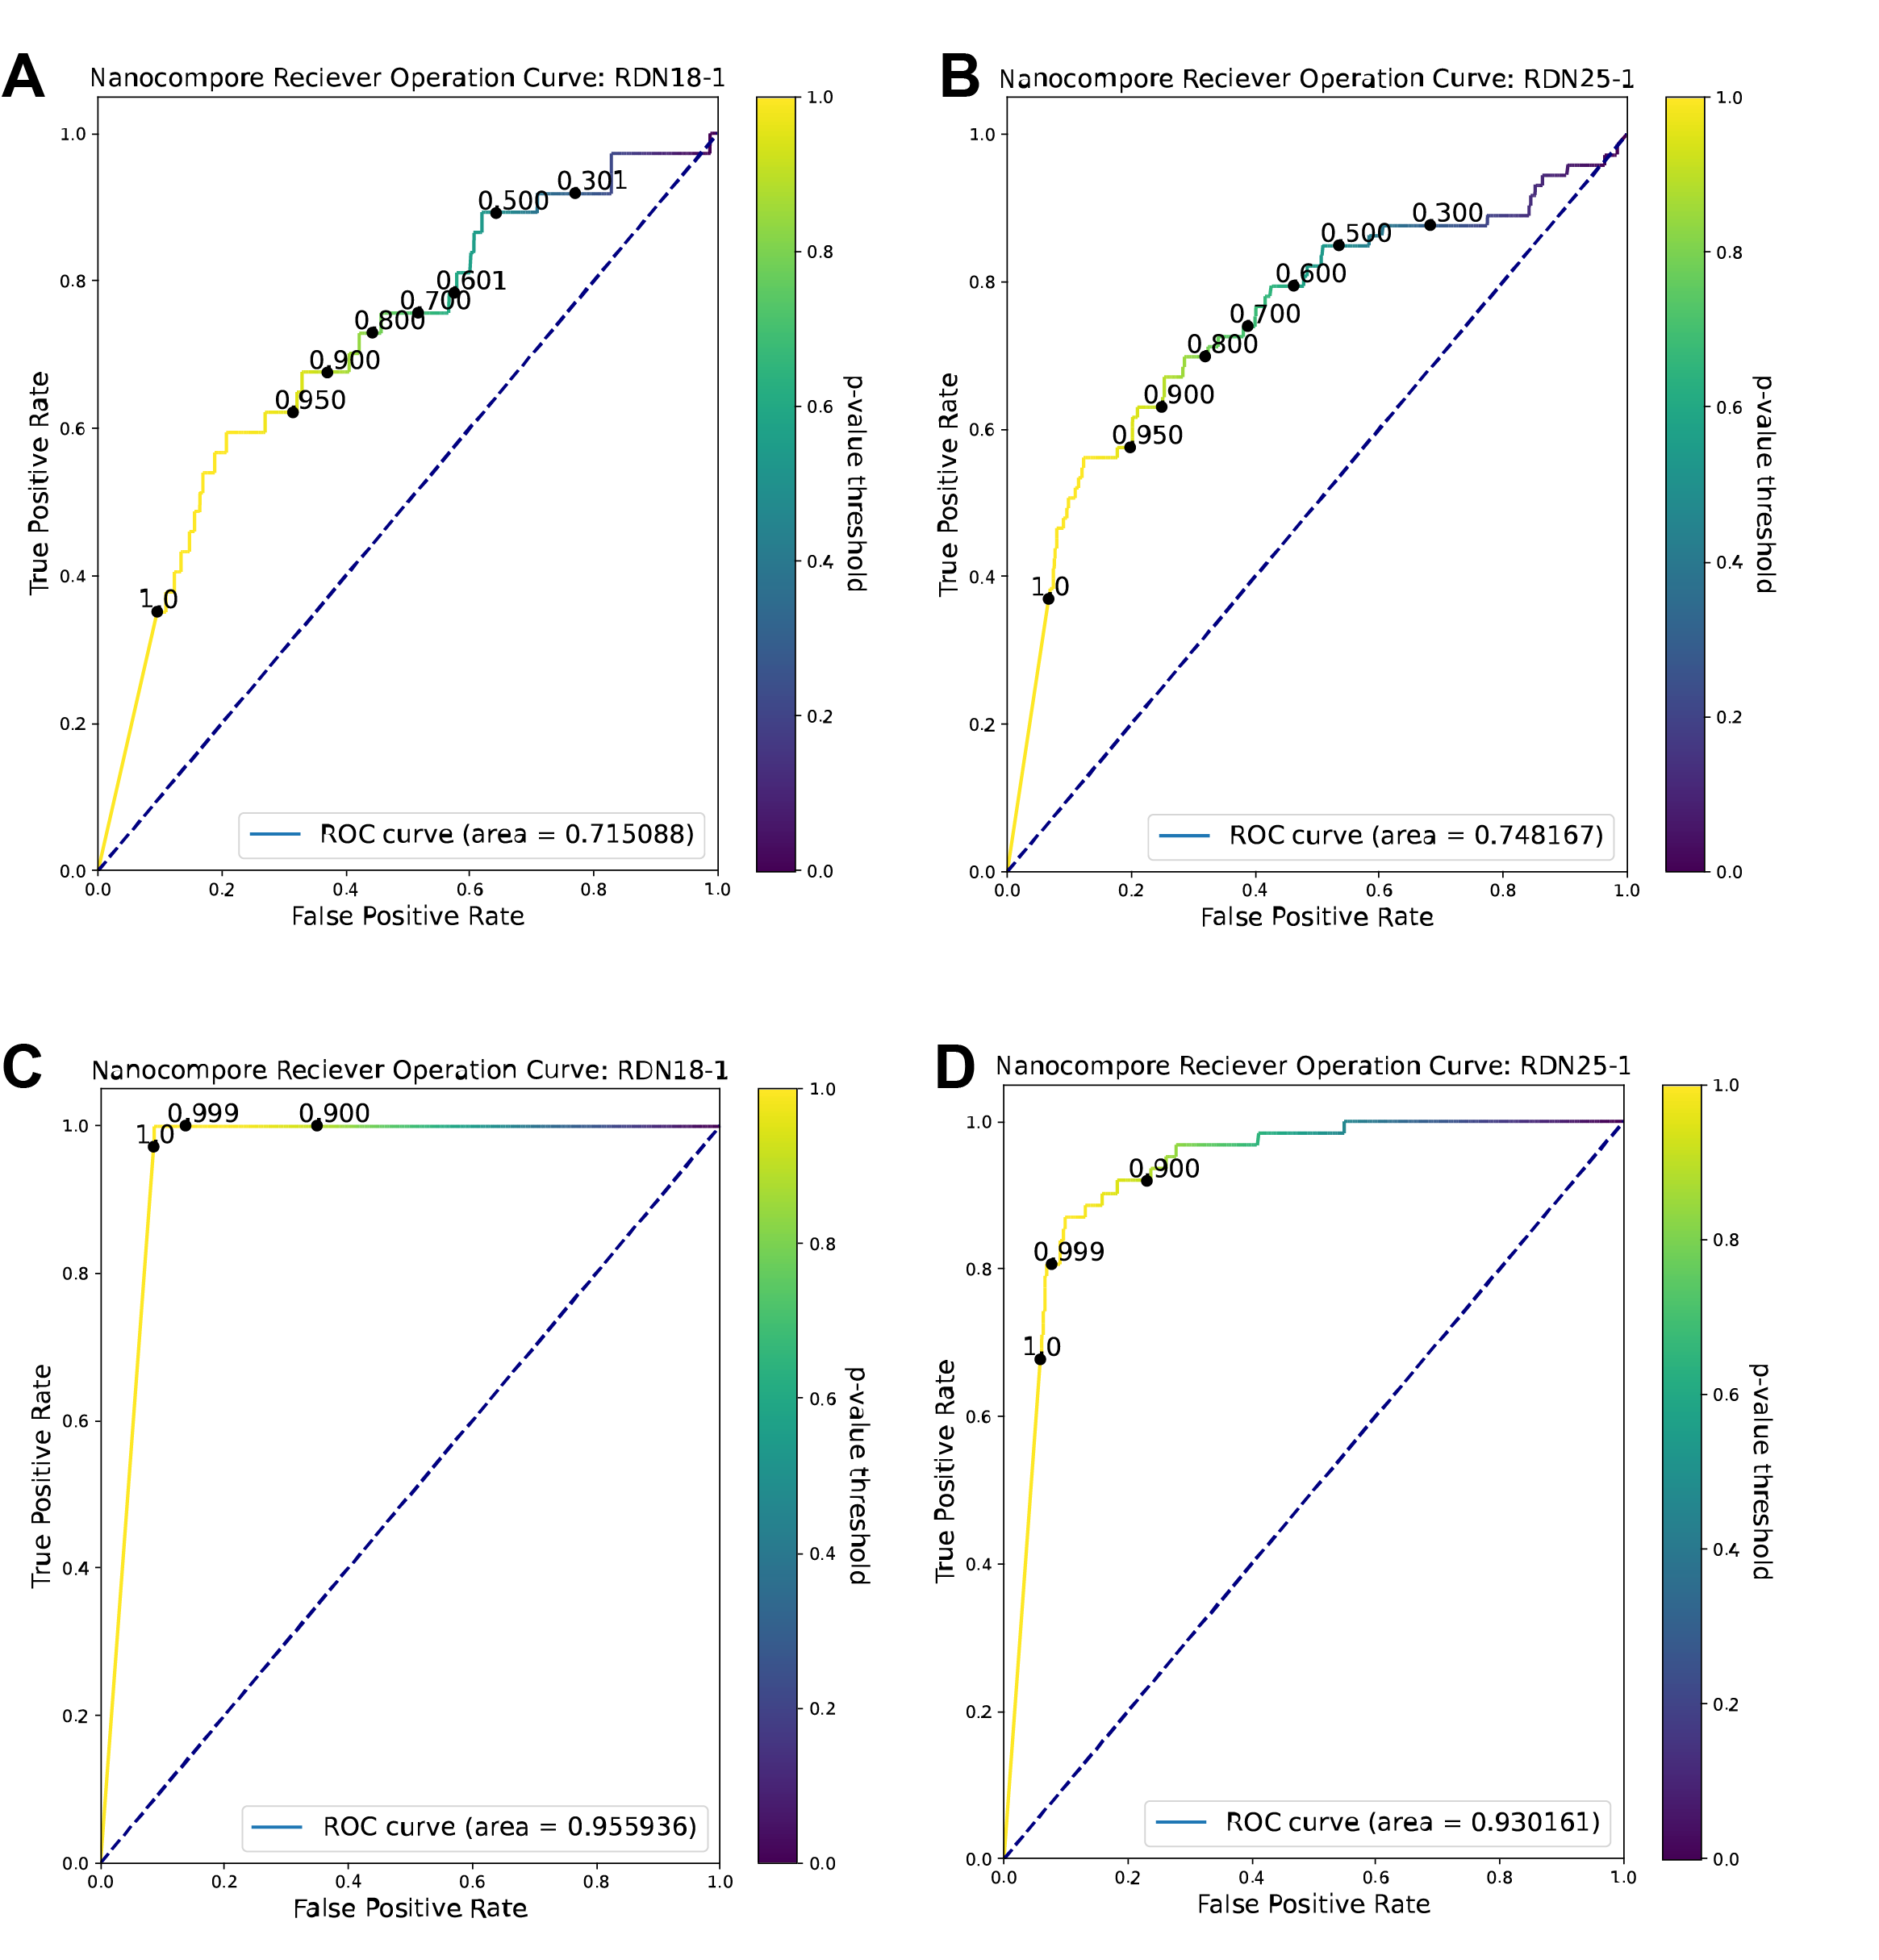 A
Nanocompore Reciever Operation Curve: RDN18-1
1.0
0.8
0.6
0.4
0.2
0.0
True Positive Rate
0.301
0.500
0.601
0.700
0.800
0.900
0.950
1.0
ROC curve (area = 0.715088)
0.0 0.2 0.4 0.6 0.8 1.0
False Positive Rate
1.0
0.8
0.6
0.4
0.2
0.0
p-value threshold
B
Nanocompore Reciever Operation Curve: RDN25-1
1.0
0.8
0.6
0.4
0.2
0.0
True Positive Rate
0.300
0.500
0.600
0.700
0.800
0.900
0.950
1.0
ROC curve (area = 0.748167)
0.0 0.2 0.4 0.6 0.8 1.0
False Positive Rate
1.0
0.8
0.6
0.4
0.2
0.0
p-value threshold
C
Nanocompore Reciever Operation Curve: RDN18-1
1.0
0.8
0.6
0.4
0.2
0.0
True Positive Rate
0.999
0.900
1.0
ROC curve (area = 0.955936)
0.0 0.2 0.4 0.6 0.8 1.0
False Positive Rate
1.0
0.8
0.6
0.4
0.2
0.0
p-value threshold
D
Nanocompore Reciever Operation Curve: RDN25-1
1.0
0.8
0.6
0.4
0.2
0.0
True Positive Rate
0.900
0.999
1.0
ROC curve (area = 0.930161)
0.0 0.2 0.4 0.6 0.8 1.0
False Positive Rate
1.0
0.8
0.6
0.4
0.2
0.0
p-value threshold